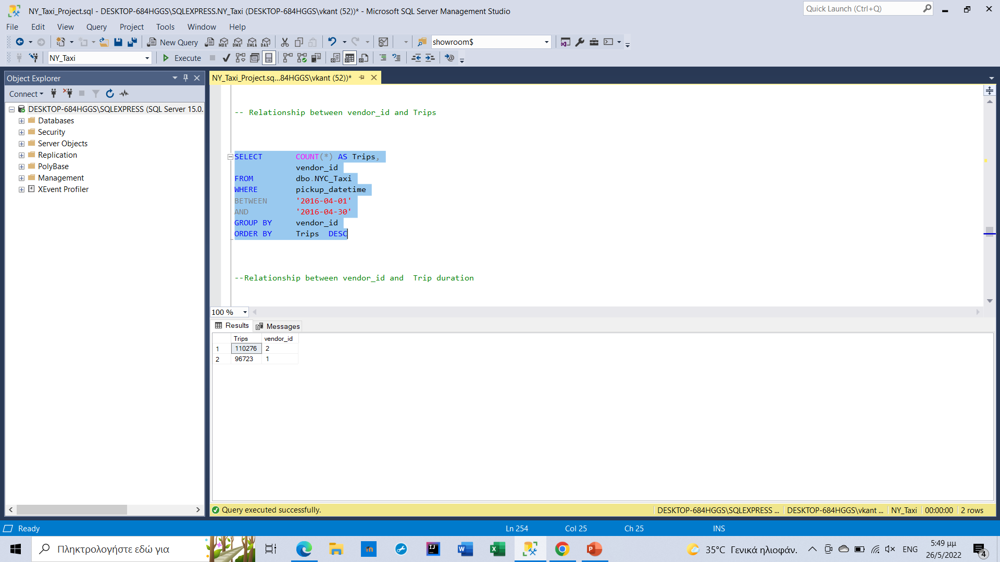 NY_Taxi_Project.sql - DESKTOP-684HGGS\SQLEXPRESS.NY_Taxi (DESKTOP-684HGGS\vkant (52))* - Microsoft SQL Server Management Studio
Quick Launch (Ctrl+Q)
File Edit View Query Project Tools Window Help
New Query
MDX DMX XMLA DAX
showroom$
NY_Taxi
Execute
Object Explorer
NY_Taxi_Project.sq...84HGGS\vkant (52))*
Connect
DESKTOP-684HGGS\SQLEXPRESS (SQL Server 15.0.
Databases
Security
Server Objects
Replication
PolyBase
Management
XEvent Profiler
-- Relationship between vendor_id and Trips
SELECT COUNT(*) AS Trips,
vendor_id
FROM dbo.NYC_Taxi
WHERE pickup_datetime
BETWEEN '2016-04-01'
AND '2016-04-30'
GROUP BY vendor_id
ORDER BY Trips DESC
--Relationship between vendor_id and  Trip duration
100 %
Results Messages
Trips vendor_id
1 110276 2
2 96723 1
Query executed successfully.
DESKTOP-684HGGS\SQLEXPRESS ... DESKTOP-684HGGS\vkant ... NY_Taxi 00:00:00 2 rows
Ready Ln 254 Col 25 Ch 25 INS
Πληκτρολογήστε εδώ για
35°C Γενικά ηλιοφάν.
ENG
5:49 μμ
26/5/2022
4